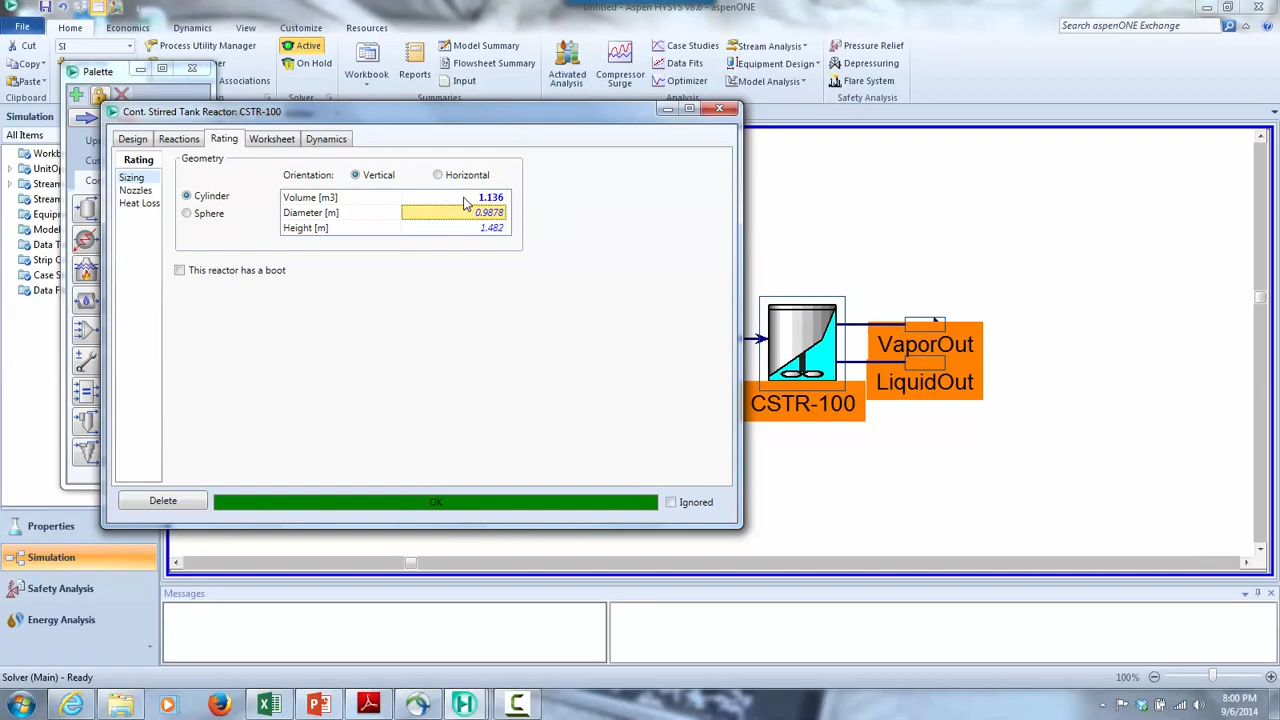 Untitled - Aspen HYSYS V8.6 - aspenONE
File
Home
Economics
Dynamics
Customize
Resources
Search aspenONE Exchange
Cut
SI
Process Utility Manager
Active
Model Summary
Case Studies
Stream Analysis
Pressure Relief
Copy
On Hold
Flowsheet Summary
Data Fits
Equipment Design
Depressuring
Paste
Associations
Workbook
Reports
Input
Activated
Analysis
Compressor
Surge
Optimizer
Model Analysis
Flare System
Clipboard
Solver
Summaries
Analysis
Safety Analysis
Palette
Simulation
All Items
Cont. Stirred Tank Reactor: CSTR-100
Design
Reactions
Rating
Worksheet
Dynamics
Rating
Sizing
Nozzles
Heat Loss
Geometry
Orientation:
Vertical
Horizontal
Cylinder
Sphere
Volume [m3] 1.136
Diameter [m] 0.9878
Height [m] 1.482
This reactor has a boot
Delete
OK
Ignored
VaporOut
LiquidOut
CSTR-100
Properties
Simulation
Safety Analysis
Energy Analysis
Messages
Solver (Main) - Ready
100%
8:00 PM
9/6/2014